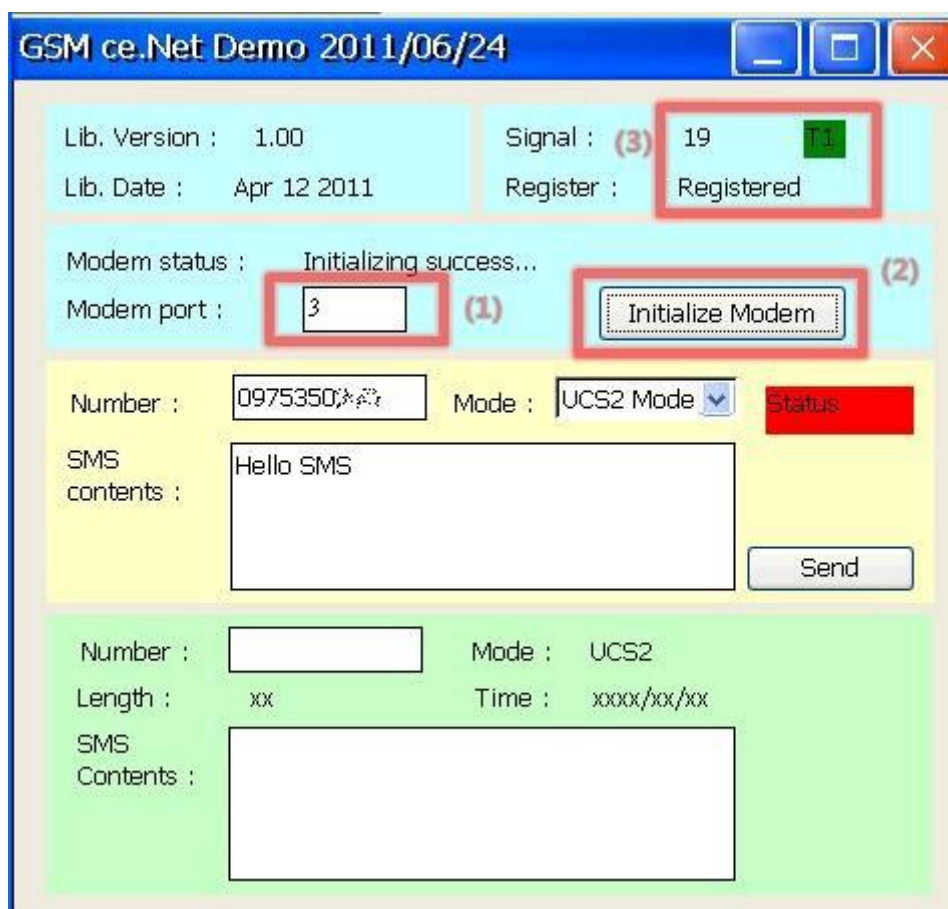 GSM ce.Net Demo 2011/06/24
Lib. Version : 1.00
Lib. Date : Apr 12 2011
Signal : (3) 19 T1
Register : Registered
Modem status : Initializing success...
Modem port : 3 (1)
Initialize Modem (2)
Number : 0975350
Mode : UCS2 Mode
Status
SMS
contents :
Hello SMS
Send
Number :
Mode : UCS2
Length : xx
Time : xxxx/xx/xx
SMS
Contents :